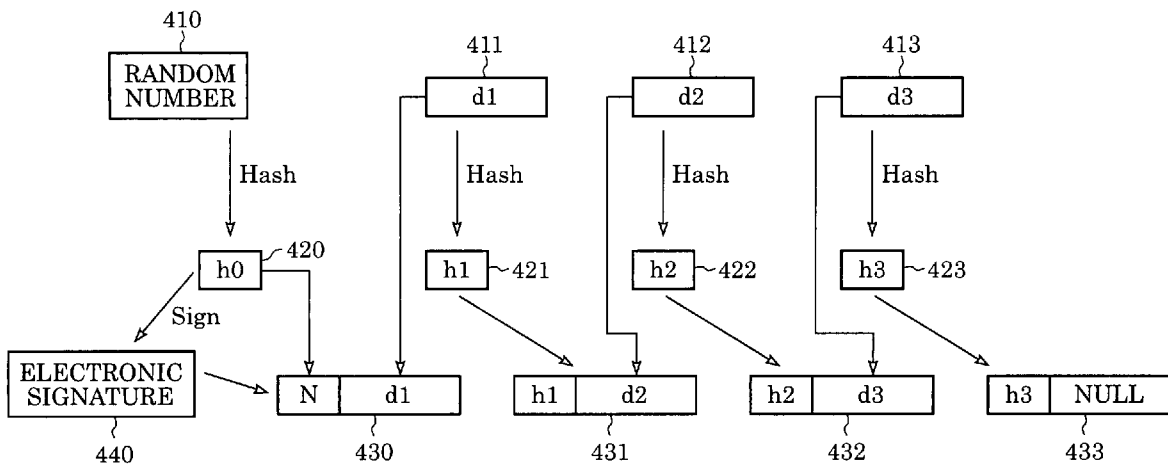 410
411
412
413
RANDOM
NUMBER
d1
d2
d3
Hash
Hash
Hash
Hash
h0
420
h1
421
h2
422
h3
423
Sign
ELECTRONIC
SIGNATURE
N
d1
h1
d2
h2
d3
h3
NULL
440
430
431
432
433